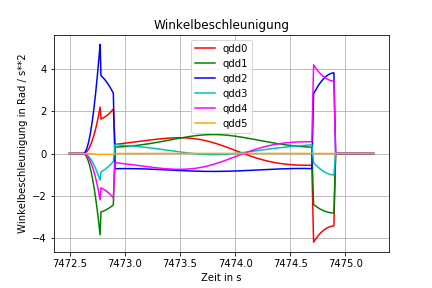 Winkelbeschleunigung
Winkelbeschleunigung in Rad / s**2
4
2
0
−2
−4
qdd0
qdd1
qdd2
qdd3
qdd4
qdd5
7472.5 7473.0 7473.5 7474.0 7474.5 7475.0
Zeit in s